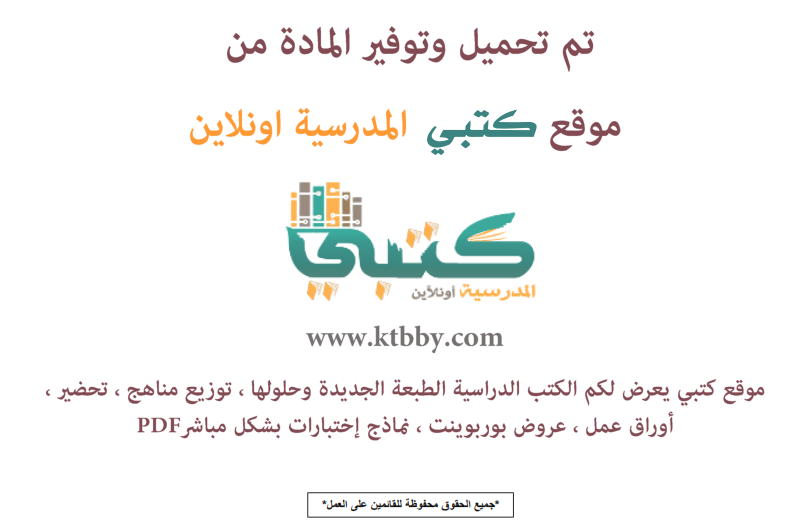 تم تحميل وتوفير المادة من
موقع كتبي المدرسية اونلاين
كتبي
المدرسية أونلاين
www.ktbby.com
موقع كتبي يعرض لكم الكتب الدراسية الطبعة الجديدة وحلولها ، توزيع مناهج ، تحضير ،
أوراق عمل ، عروض بوربوينت ، نماذج إختبارات بشكل مباشرPDF
*جميع الحقوق محفوظة للقائمين على العمل*